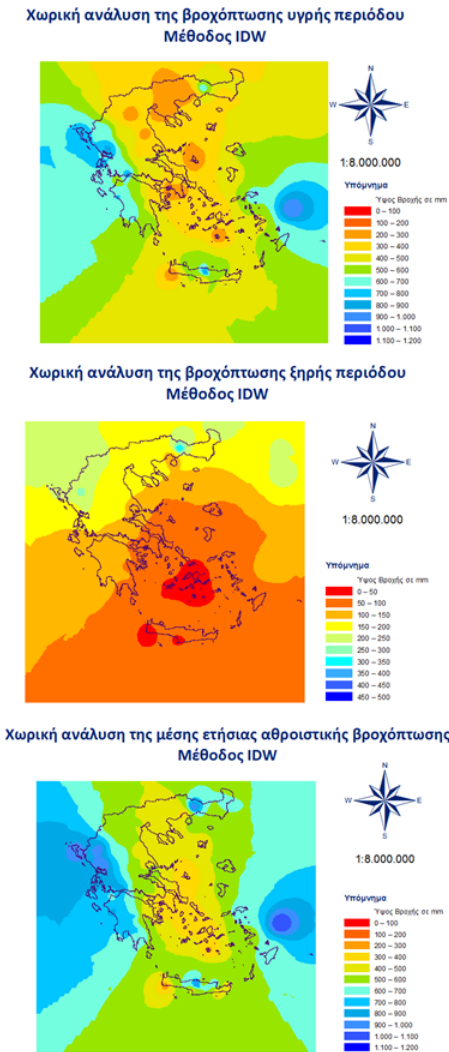 Χωρική ανάλυση της βροχόπτωσης υγρής περιόδου
Μέθοδος IDW
N
W
E
S
1:8.000.000
Υπόμνημα
Ύψος Βροχής σε mm
0 – 100
100 – 200
200 – 300
300 – 400
400 – 500
500 – 600
600 – 700
700 – 800
800 – 900
900 – 1.000
1.000 – 1.100
1.100 – 1.200
Χωρική ανάλυση της βροχόπτωσης ξηρής περιόδου
Μέθοδος IDW
N
W
E
S
1:8.000.000
Υπόμνημα
Ύψος Βροχής σε mm
0 – 50
50 – 100
100 – 150
150 – 200
200 – 250
250 – 300
300 – 350
350 – 400
400 – 450
450 – 500
Χωρική ανάλυση της μέσης ετήσιας αθροιστικής βροχόπτωσης
Μέθοδος IDW
N
W
E
S
1:8.000.000
Υπόμνημα
Ύψος Βροχής σε mm
0 – 100
100 – 200
200 – 300
300 – 400
400 – 500
500 – 600
600 – 700
700 – 800
800 – 900
900 – 1.000
1.000 – 1.100
1.100 – 1.200